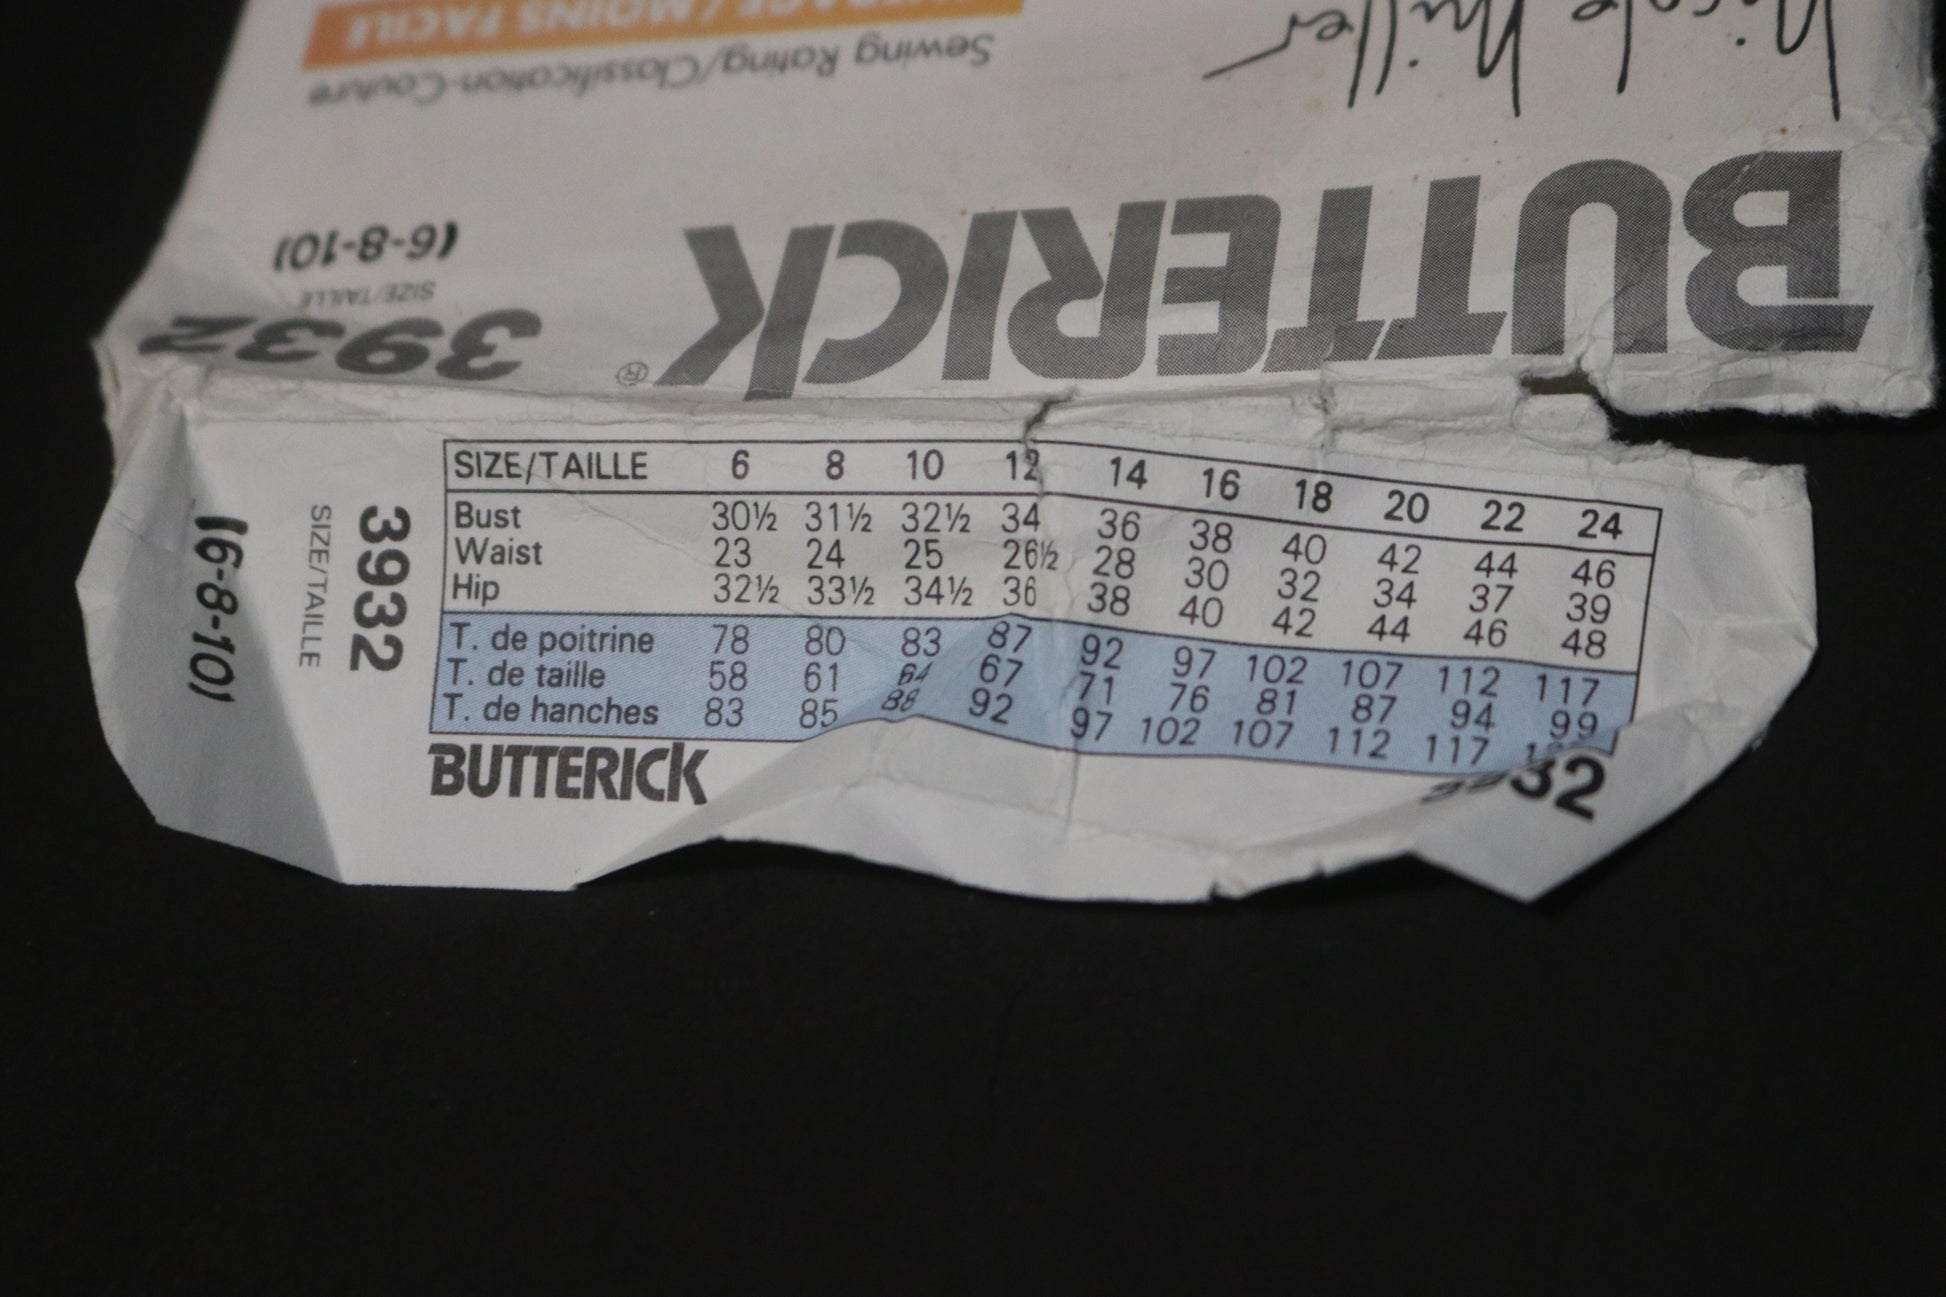 MOINS FACILE
Sewing Rating/Classification-Couture
Nicole Miller
BUTTERICK®
3932
SIZE/TAILLE
(6-8-10)
(6-8-10)
SIZE/TAILLE
3932
SIZE/TAILLE 6 8 10 12 14 16 18 20 22 24
Bust 30½ 31½ 32½ 34 36 38 40 42 44 46
Waist 23 24 25 26½ 28 30 32 34 37 39
Hip 32½ 33½ 34½ 36 38 40 42 44 46 48
T. de poitrine 78 80 83 87 92 97 102 107 112 117
T. de taille 58 61 64 67 71 76 81 87 94 99
T. de hanches 83 85 88 92 97 102 107 112 117
BUTTERICK
3932